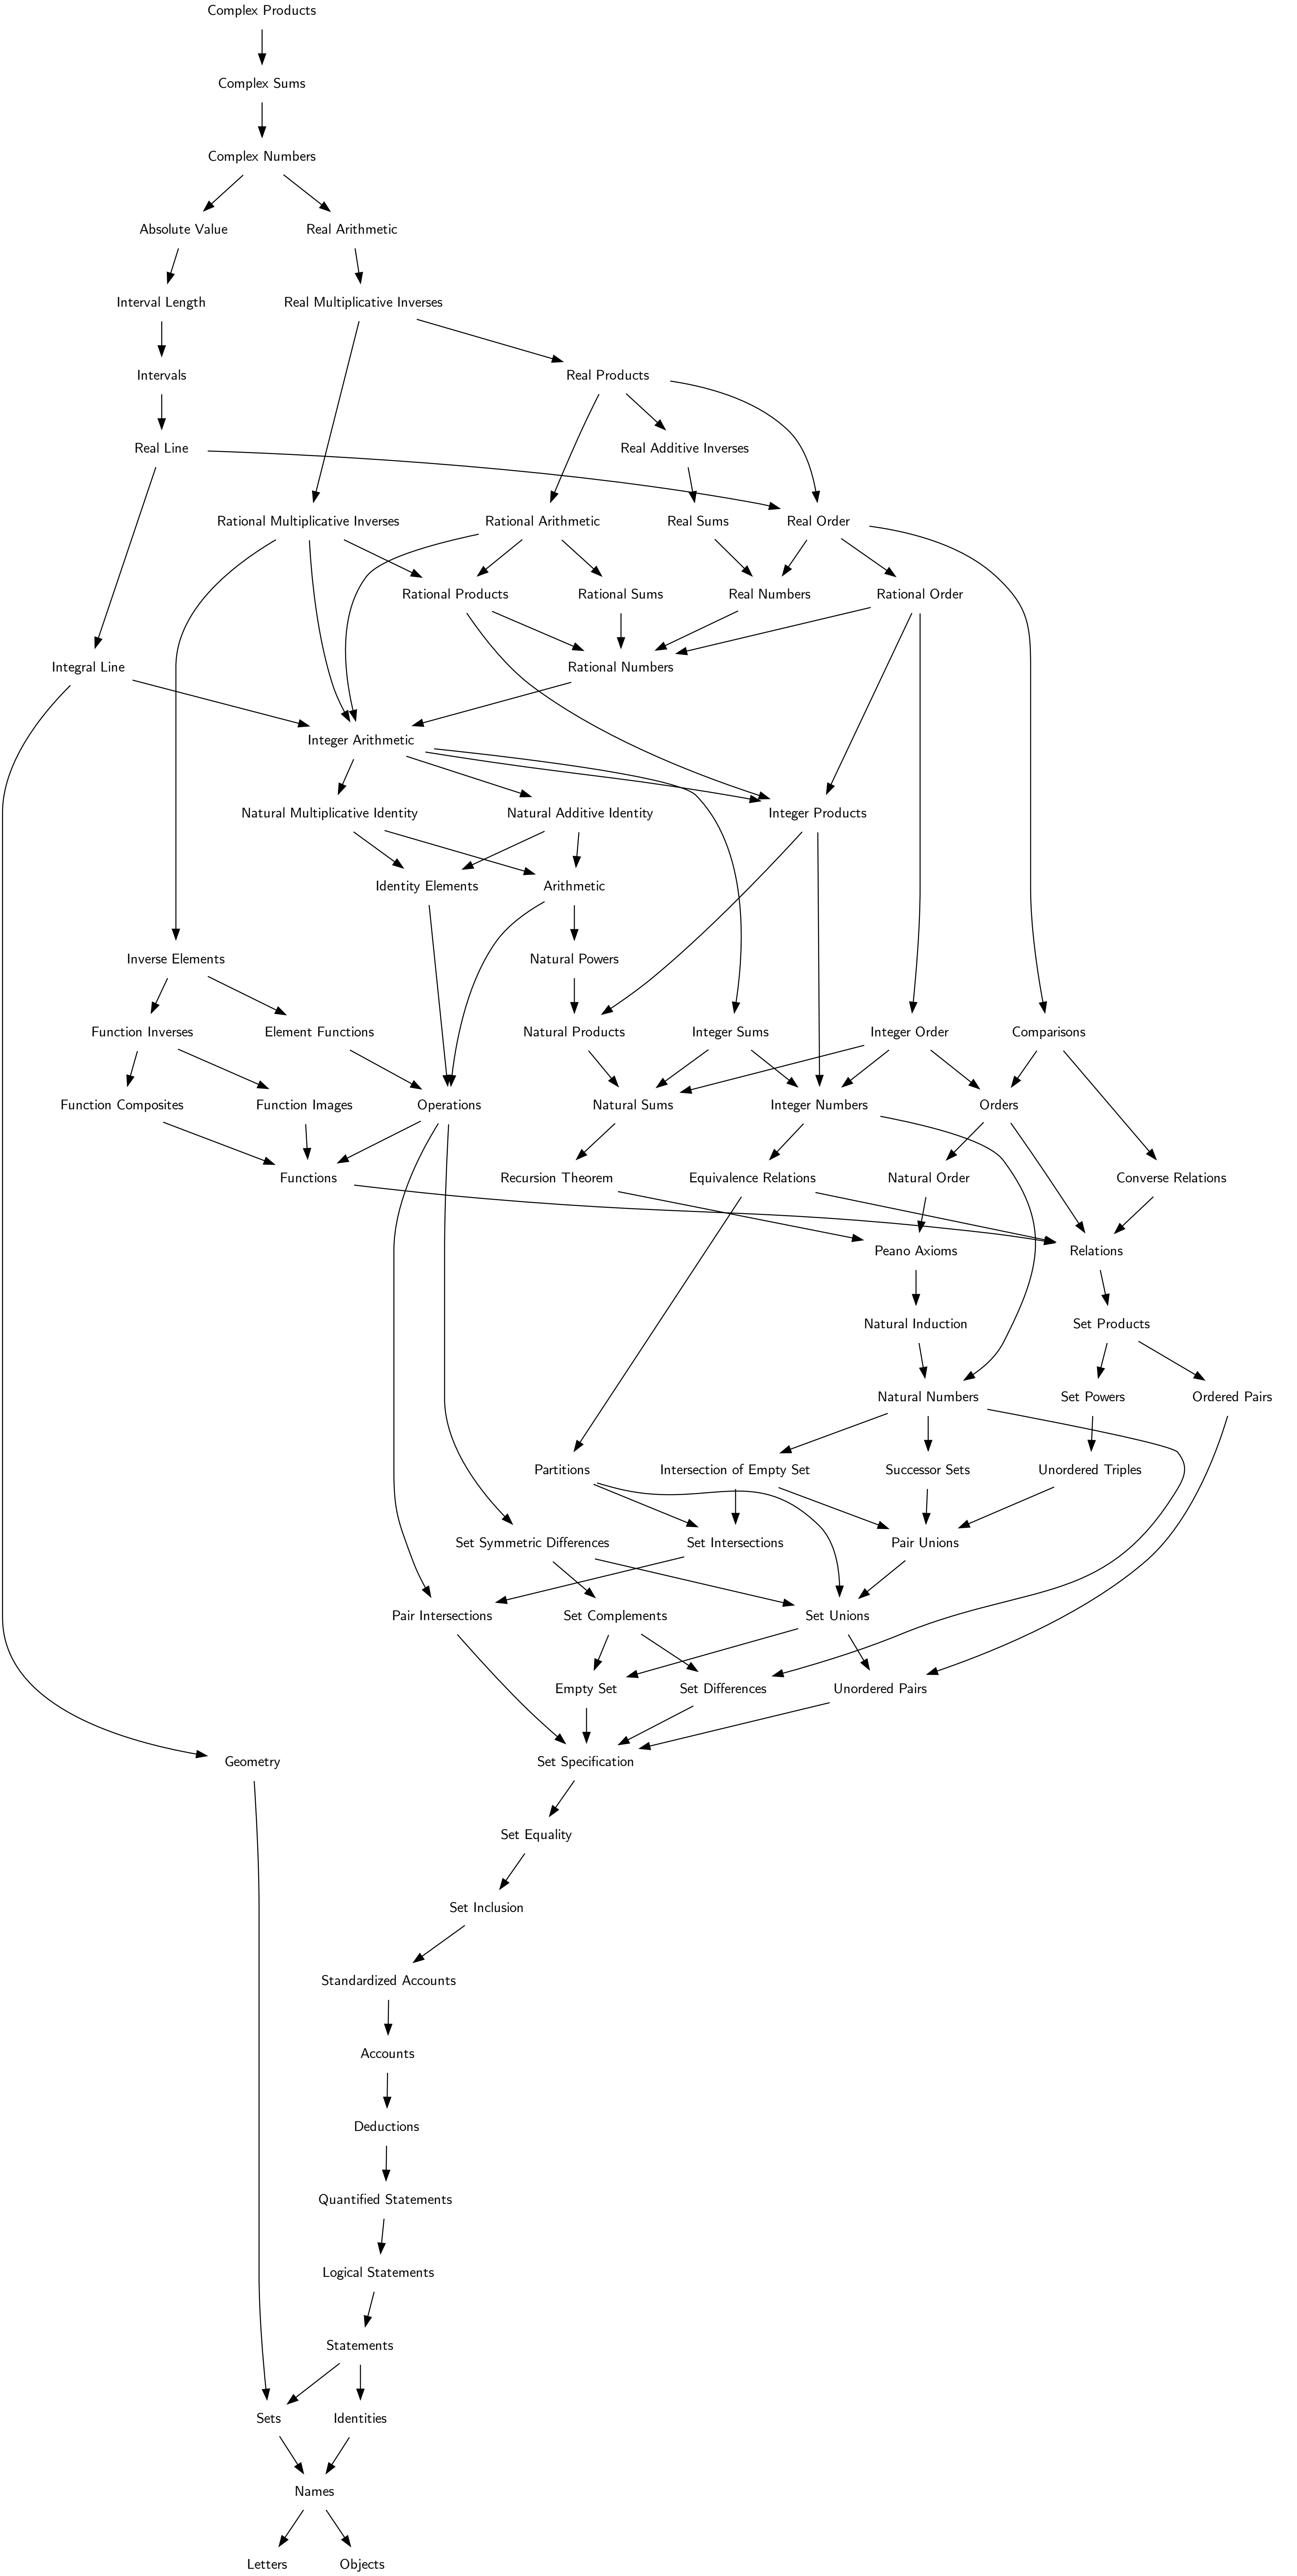 Complex Products
Complex Sums
Complex Numbers
Absolute Value
Real Arithmetic
Interval Length
Real Multiplicative Inverses
Intervals
Real Products
Real Line
Real Additive Inverses
Rational Multiplicative Inverses
Rational Arithmetic
Real Sums
Real Order
Rational Products
Rational Sums
Real Numbers
Rational Order
Integral Line
Rational Numbers
Integer Arithmetic
Natural Multiplicative Identity
Natural Additive Identity
Integer Products
Identity Elements
Arithmetic
Inverse Elements
Natural Powers
Function Inverses
Element Functions
Natural Products
Integer Sums
Integer Order
Comparisons
Function Composites
Function Images
Operations
Natural Sums
Integer Numbers
Orders
Functions
Recursion Theorem
Equivalence Relations
Natural Order
Converse Relations
Peano Axioms
Relations
Natural Induction
Set Products
Natural Numbers
Set Powers
Ordered Pairs
Partitions
Intersection of Empty Set
Successor Sets
Unordered Triples
Set Symmetric Differences
Set Intersections
Pair Unions
Pair Intersections
Set Complements
Set Unions
Empty Set
Set Differences
Unordered Pairs
Geometry
Set Specification
Set Equality
Set Inclusion
Standardized Accounts
Accounts
Deductions
Quantified Statements
Logical Statements
Statements
Sets
Identities
Names
Letters
Objects